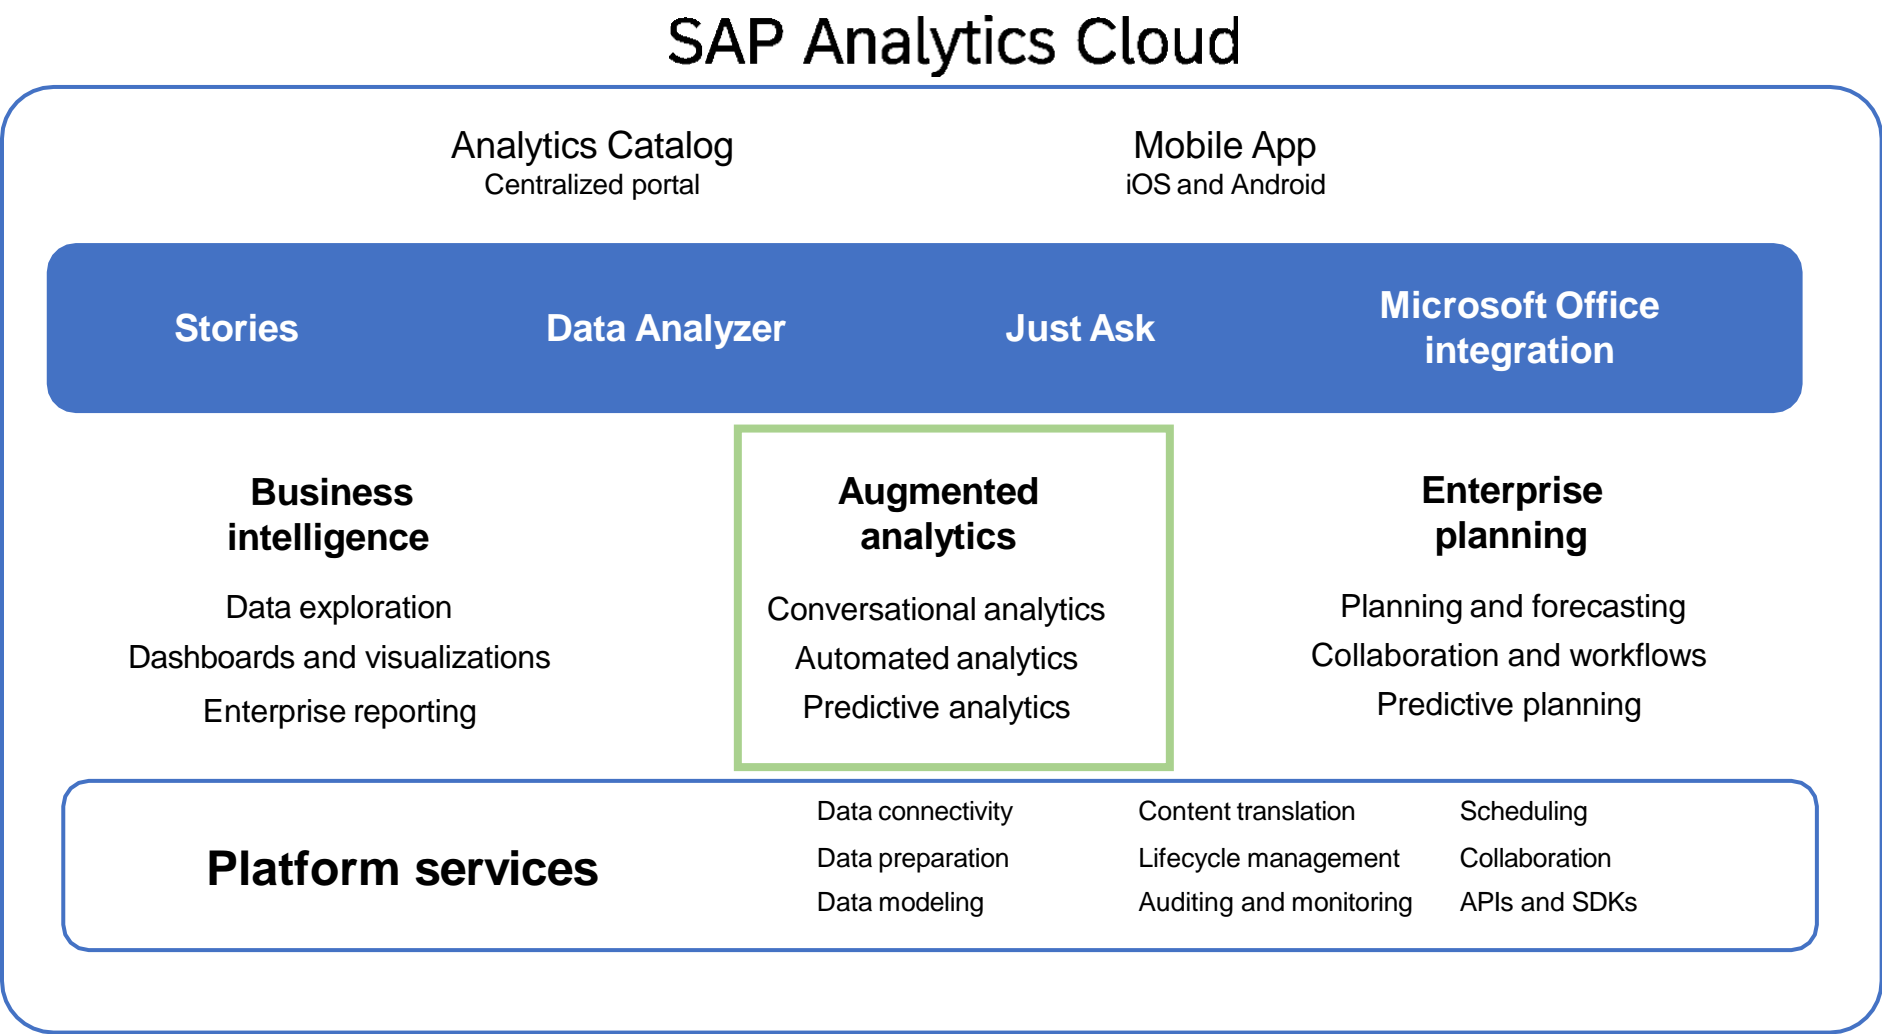 SAP Analytics Cloud
Analytics Catalog
Centralized portal
Mobile App
iOS and Android
Stories
Data Analyzer
Just Ask
Microsoft Office
integration
Business
intelligence
Data exploration
Dashboards and visualizations
Enterprise reporting
Augmented
analytics
Conversational analytics
Automated analytics
Predictive analytics
Enterprise
planning
Planning and forecasting
Collaboration and workflows
Predictive planning
Platform services
Data connectivity
Data preparation
Data modeling
Content translation
Lifecycle management
Auditing and monitoring
Scheduling
Collaboration
APIs and SDKs